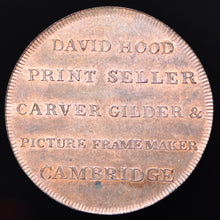 DAVID HOOD
PRINT SELLER
CARVER GILDER &
PICTURE FRAME MAKER
CAMBRIDGE